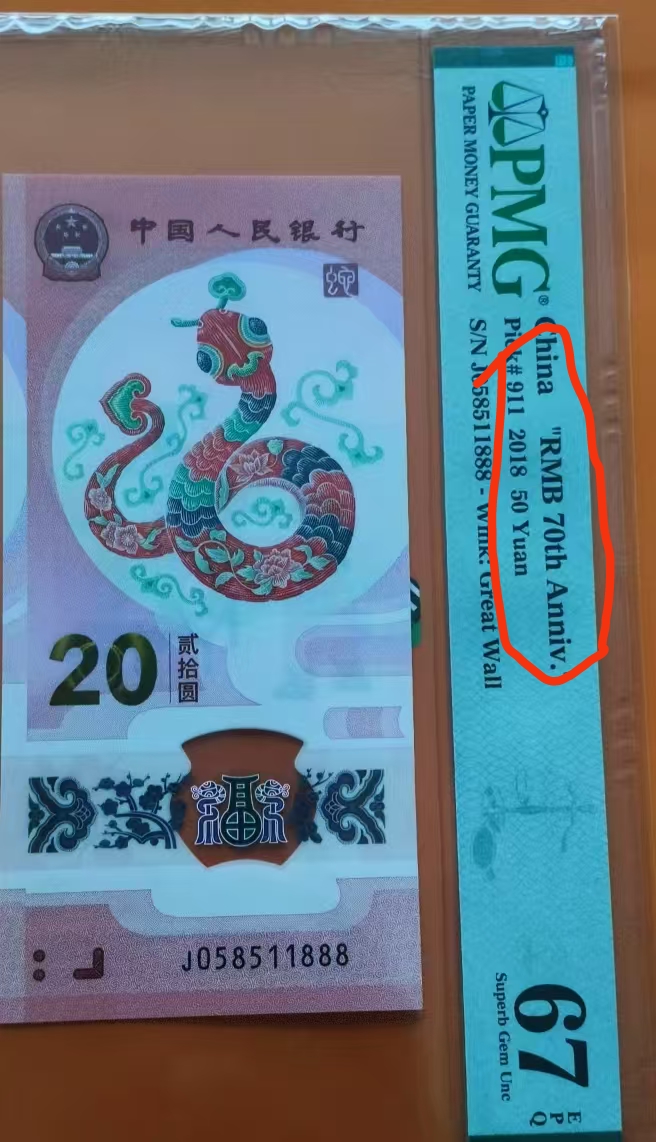 中国人民银行
蛇
20
贰拾圆
福
J058511888
PMG®
PAPER MONEY GUARANTY
China "RMB 70th Anniv.
Pick# 911 2018 50 Yuan
S/N J058511888 - Wmk: Great Wall
67
EPQ
Superb Gem Unc